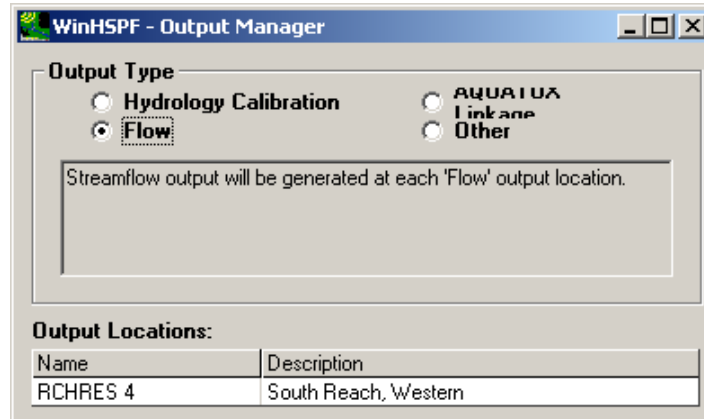 WinHSPF - Output Manager
Output Type
Hydrology Calibration
AQUATOX
Linkage
Flow
Other
Streamflow output will be generated at each 'Flow' output location.
Output Locations:
Name Description
RCHRES 4 South Reach, Western